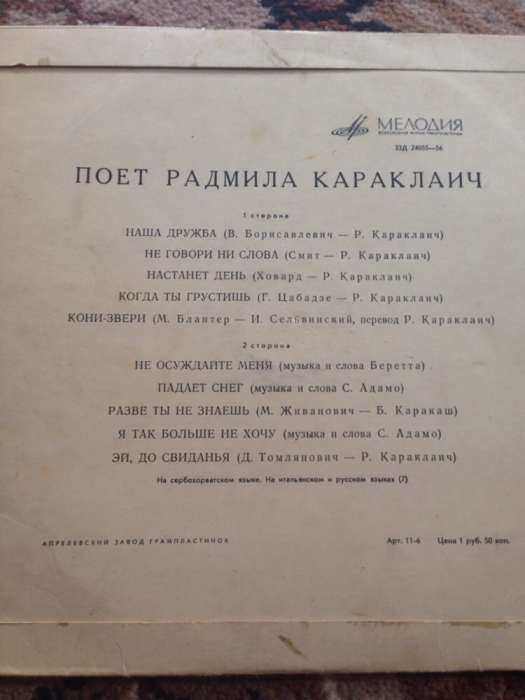 МЕЛОДИЯ
33Д 24055—56
ПОЕТ РАДМИЛА КАРАКЛАИЧ
1 сторона
НАША ДРУЖБА (В. Борисавлевич — Р. Караклаич)
НЕ ГОВОРИ НИ СЛОВА (Смит — Р. Караклаич)
НАСТАНЕТ ДЕНЬ (Ховард — Р. Караклаич)
КОГДА ТЫ ГРУСТИШЬ (Г. Цабадзе — Р. Караклаич)
КОНИ-ЗВЕРИ (М. Блантер — И. Сельвинский, перевод Р. Караклаич)
2 сторона
НЕ ОСУЖДАЙТЕ МЕНЯ (музыка и слова Беретта)
ПАДАЕТ СНЕГ (музыка и слова С. Адамо)
РАЗВЕ ТЫ НЕ ЗНАЕШЬ (М. Живанович — Б. Каракаш)
Я ТАК БОЛЬШЕ НЕ ХОЧУ (музыка и слова С. Адамо)
ЭЙ, ДО СВИДАНЬЯ (Д. Томлянович — Р. Караклаич)
На сербохорватском языке. На итальянском и русском языках (7)
АПРЕЛЕВСКИЙ ЗАВОД ГРАМПЛАСТИНОК
Арт. 11-6 Цена 1 руб. 50 коп.